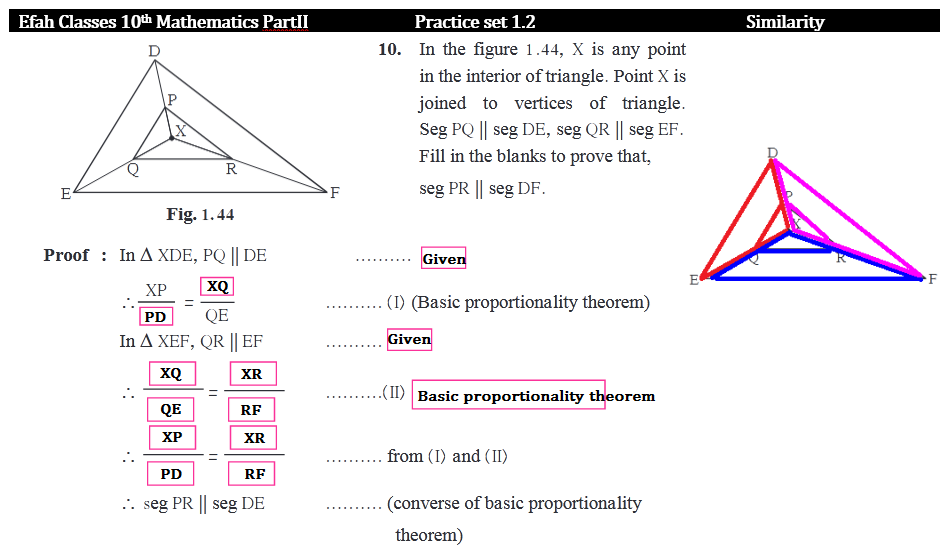 Efah Classes 10th Mathematics PartII Practice set 1.2 Similarity
D
P
X
Q
R
E
F
Fig. 1.44
10. In the figure 1.44, X is any point
in the interior of triangle. Point X is
joined to vertices of triangle.
Seg PQ || seg DE, seg QR || seg EF.
Fill in the blanks to prove that,
seg PR || seg DF.
D
P
X
Q
R
E
F
Proof : In Δ XDE, PQ || DE .......... Given
∴ XP/PD = XQ/QE .......... (I) (Basic proportionality theorem)
In Δ XEF, QR || EF .......... Given
∴ XQ/QE = XR/RF ..........(II) Basic proportionality theorem
∴ XP/PD = XR/RF .......... from (I) and (II)
∴ seg PR || seg DE .......... (converse of basic proportionality
theorem)